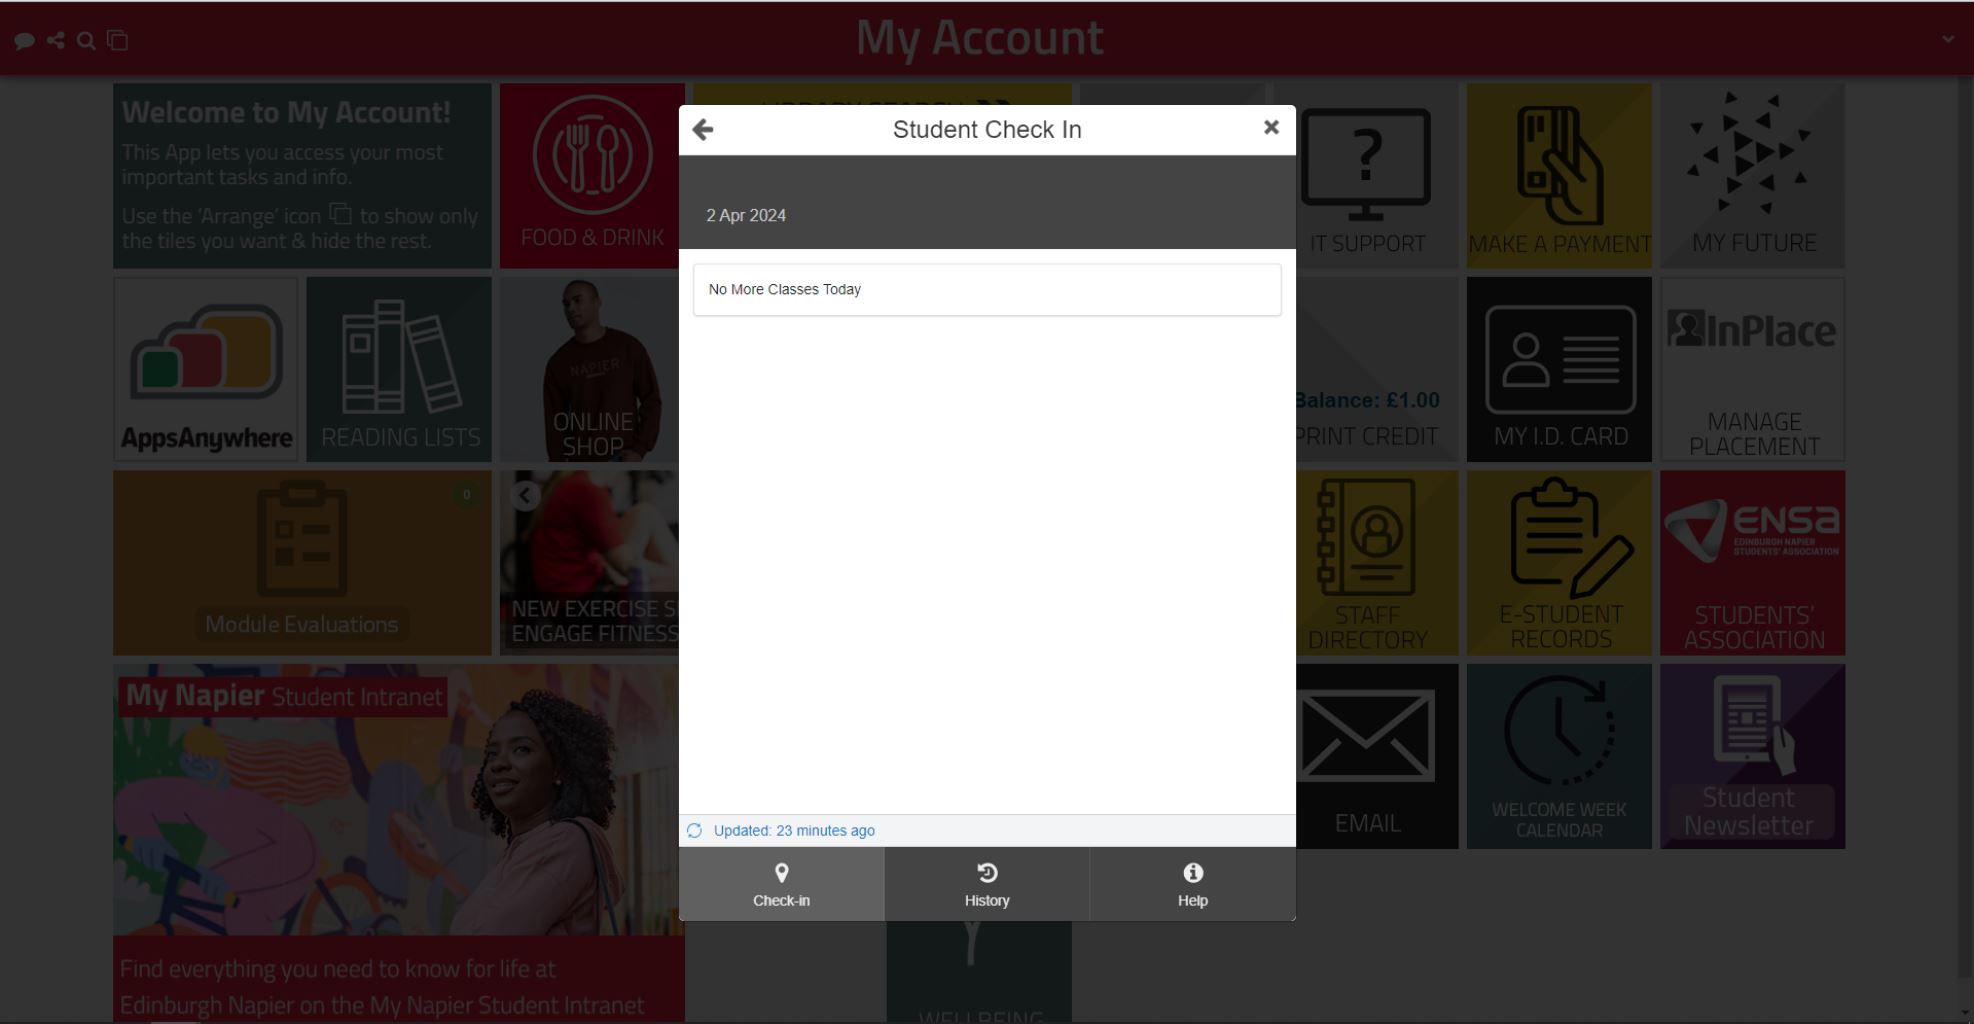 My Account
Welcome to My Account!
This App lets you access your most
important tasks and info.
Use the 'Arrange' icon to show only
the tiles you want & hide the rest.
FOOD & DRINK
LIBRARY SEARCH
Student Check In
2 Apr 2024
No More Classes Today
Updated: 23 minutes ago
Check-in
History
Help
IT SUPPORT
MAKE A PAYMENT
MY FUTURE
AppsAnywhere
READING LISTS
NAPIER
ONLINE
SHOP
Balance: £1.00
PRINT CREDIT
MY I.D. CARD
InPlace
MANAGE
PLACEMENT
0
Module Evaluations
NEW EXERCISE S
ENGAGE FITNESS
STAFF
DIRECTORY
E-STUDENT
RECORDS
ENSA
EDINBURGH NAPIER
STUDENTS' ASSOCIATION
STUDENTS'
ASSOCIATION
My Napier Student Intranet
EMAIL
WELCOME WEEK
CALENDAR
Student
Newsletter
Find everything you need to know for life at
Edinburgh Napier on the My Napier Student Intranet
WELLBEING